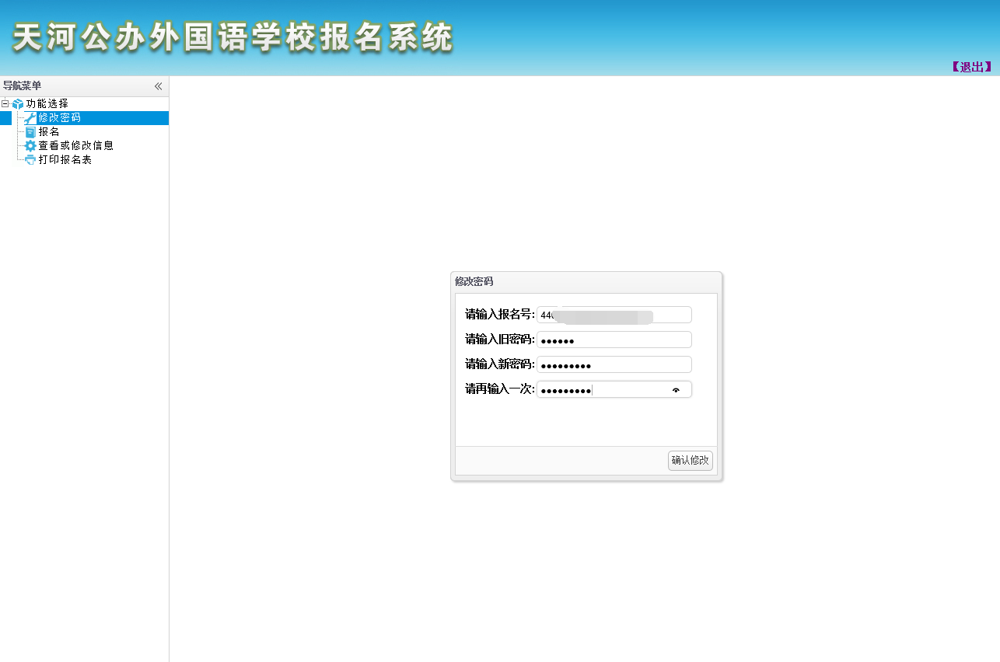 天河公办外国语学校报名系统
【退出】
导航菜单
功能选择
修改密码
报名
查看或修改信息
打印报名表
修改密码
请输入报名号: 44
请输入旧密码: ●●●●●●
请输入新密码: ●●●●●●●●●
请再输入一次: ●●●●●●●●●
确认修改